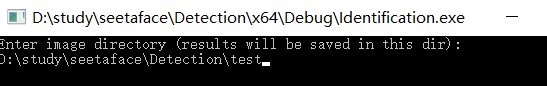 D:\study\seetaface\Detection\x64\Debug\Identification.exe
Enter image directory (results will be saved in this dir):
D:\study\seetaface\Detection\test